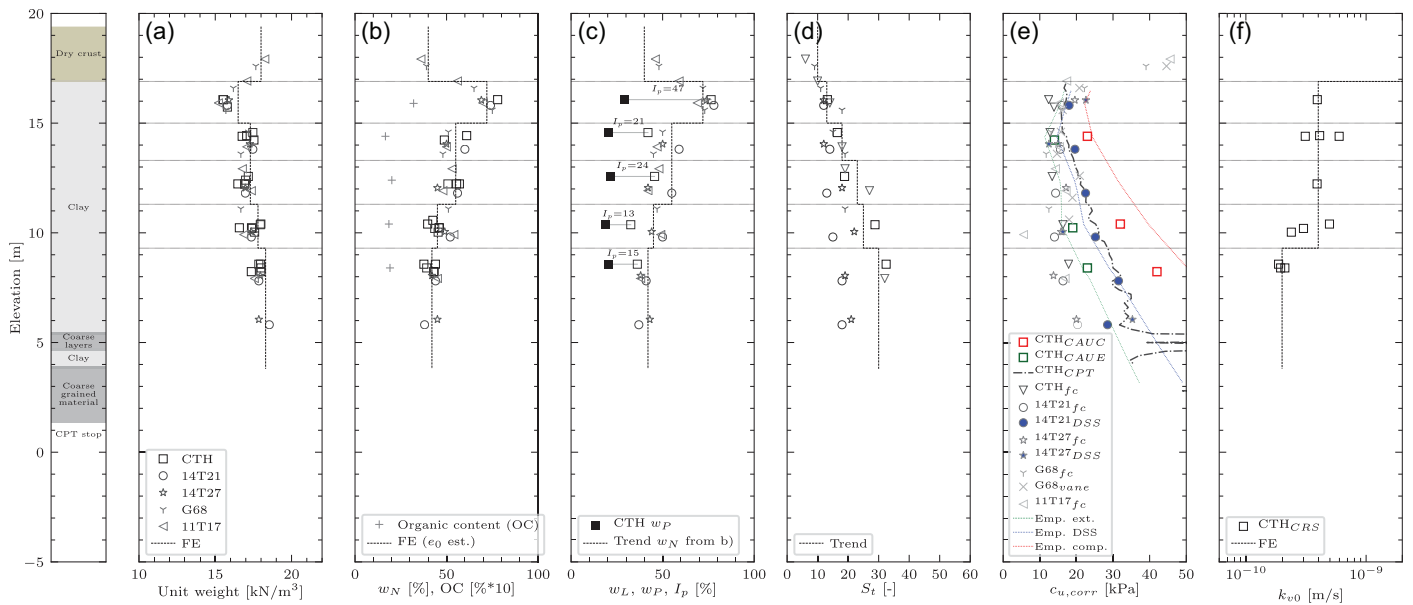 (a)
(b)
(c)
(d)
(e)
(f)
Elevation [m]
20
15
10
5
0
−5
Dry crust
Clay
Coarse
layers
Clay
Coarse
grained
material
CPT stop
CTH
14T21
14T27
G68
11T17
FE
10 15 20
Unit weight [kN/m³]
Organic content (OC)
FE (e₀ est.)
0 50 100
w_N [%], OC [%*10]
I_p=47
I_p=21
I_p=24
I_p=13
I_p=15
CTH w_P
Trend w_N from b)
0 50 100
w_L, w_P, I_p [%]
Trend
0 10 20 30 40 50 60
S_t [-]
CTH_CAUC
CTH_CAUE
CTH_CPT
CTH_fc
14T21_fc
14T21_DSS
14T27_fc
14T27_DSS
G68_fc
G68_vane
11T17_fc
Emp. ext.
Emp. DSS
Emp. comp.
0 10 20 30 40 50
c_u,corr [kPa]
CTH_CRS
FE
10⁻¹⁰ 10⁻⁹
k_v0 [m/s]